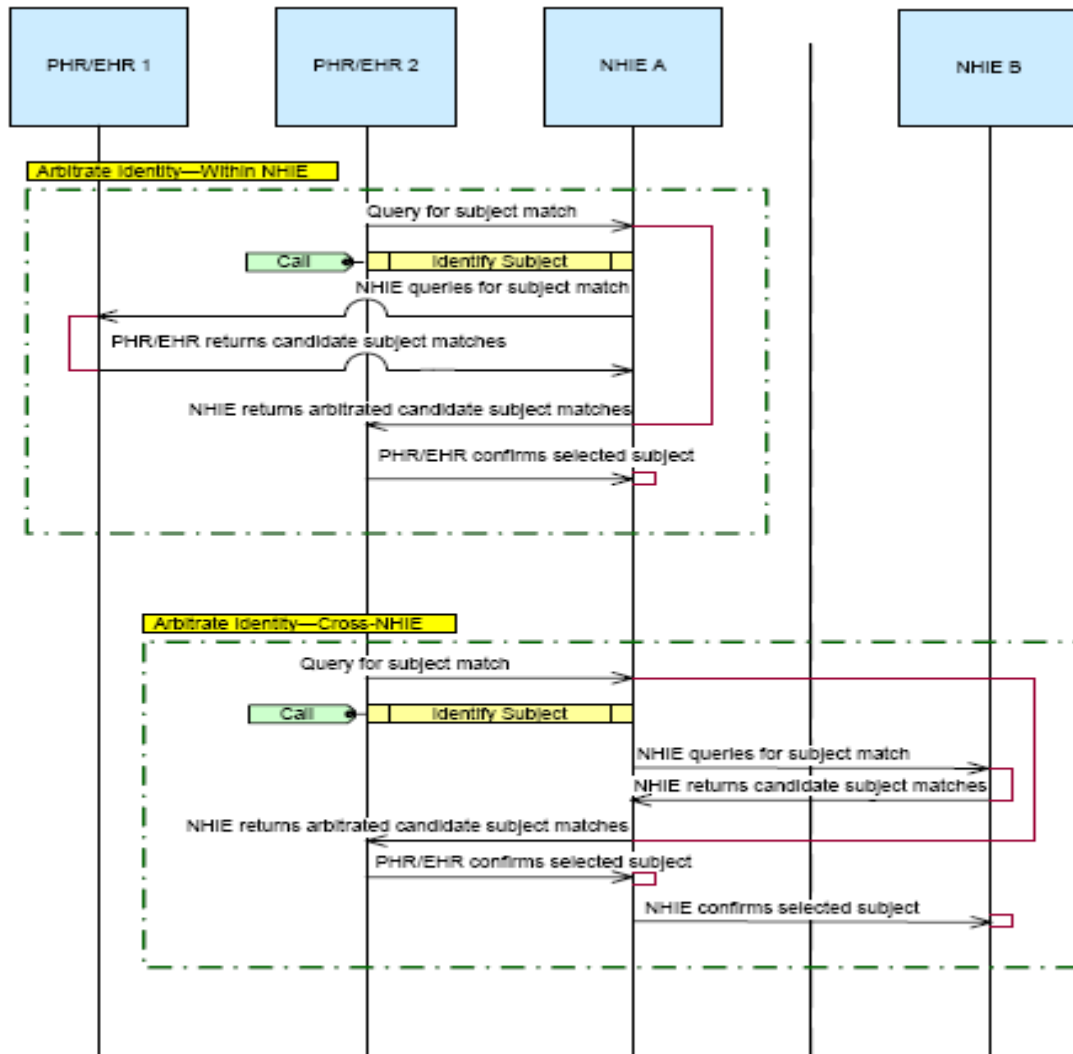 PHR/EHR 1
PHR/EHR 2
NHIE A
NHIE B
Arbitrate Identity—Within NHIE
Query for subject match
Call
Identify Subject
NHIE queries for subject match
PHR/EHR returns candidate subject matches
NHIE returns arbitrated candidate subject matches
PHR/EHR confirms selected subject
Arbitrate Identity—Cross-NHIE
Query for subject match
Call
Identify Subject
NHIE queries for subject match
NHIE returns candidate subject matches
NHIE returns arbitrated candidate subject matches
PHR/EHR confirms selected subject
NHIE confirms selected subject